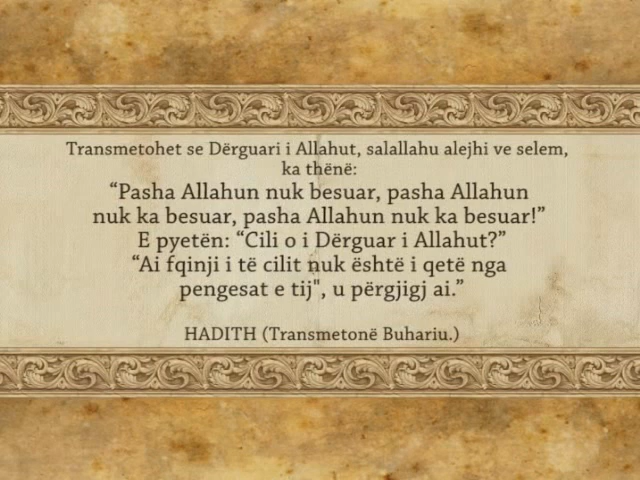 Transmetohet se Dërguari i Allahut, salallahu alejhi ve selem,
ka thënë:
“Pasha Allahun nuk besuar, pasha Allahun
nuk ka besuar, pasha Allahun nuk ka besuar!”
E pyetën: “Cili o i Dërguar i Allahut?”
“Ai fqinji i të cilit nuk është i qetë nga
pengesat e tij", u përgjigj ai.”
HADITH (Transmetonë Buhariu.)